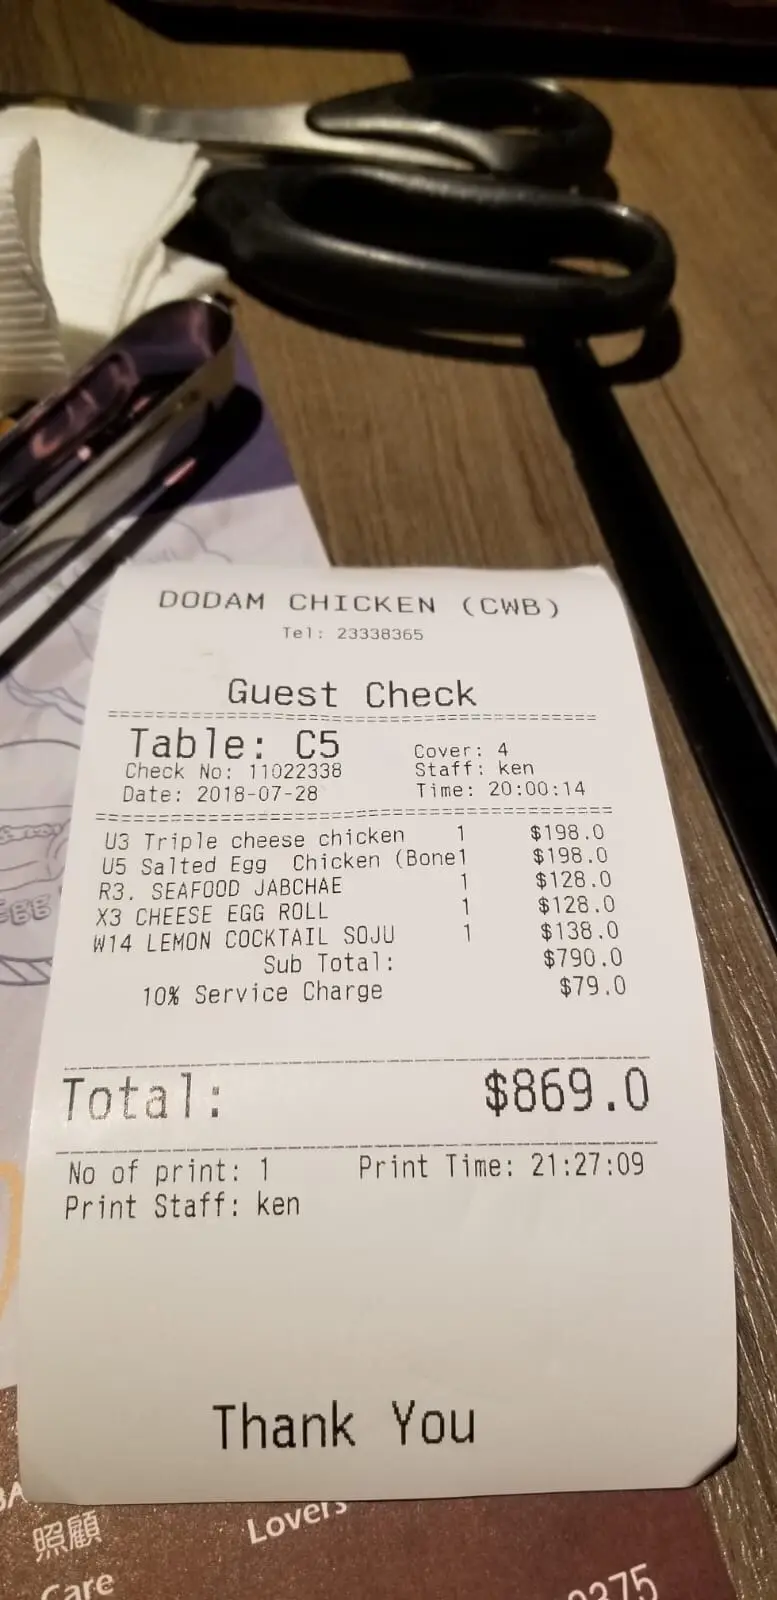 DODAM CHICKEN (CWB)
Tel: 23338365
Guest Check
Table: C5
Cover: 4
Check No: 11022338
Staff: ken
Date: 2018-07-28
Time: 20:00:14
U3 Triple cheese chicken 1 $198.0
U5 Salted Egg  Chicken (Bone1 $198.0
R3. SEAFOOD JABCHAE 1 $128.0
X3 CHEESE EGG ROLL 1 $128.0
W14 LEMON COCKTAIL SOJU 1 $138.0
Sub Total: $790.0
10% Service Charge $79.0
Total: $869.0
No of print: 1 Print Time: 21:27:09
Print Staff: ken
Thank You
照顧
Lovers
Care